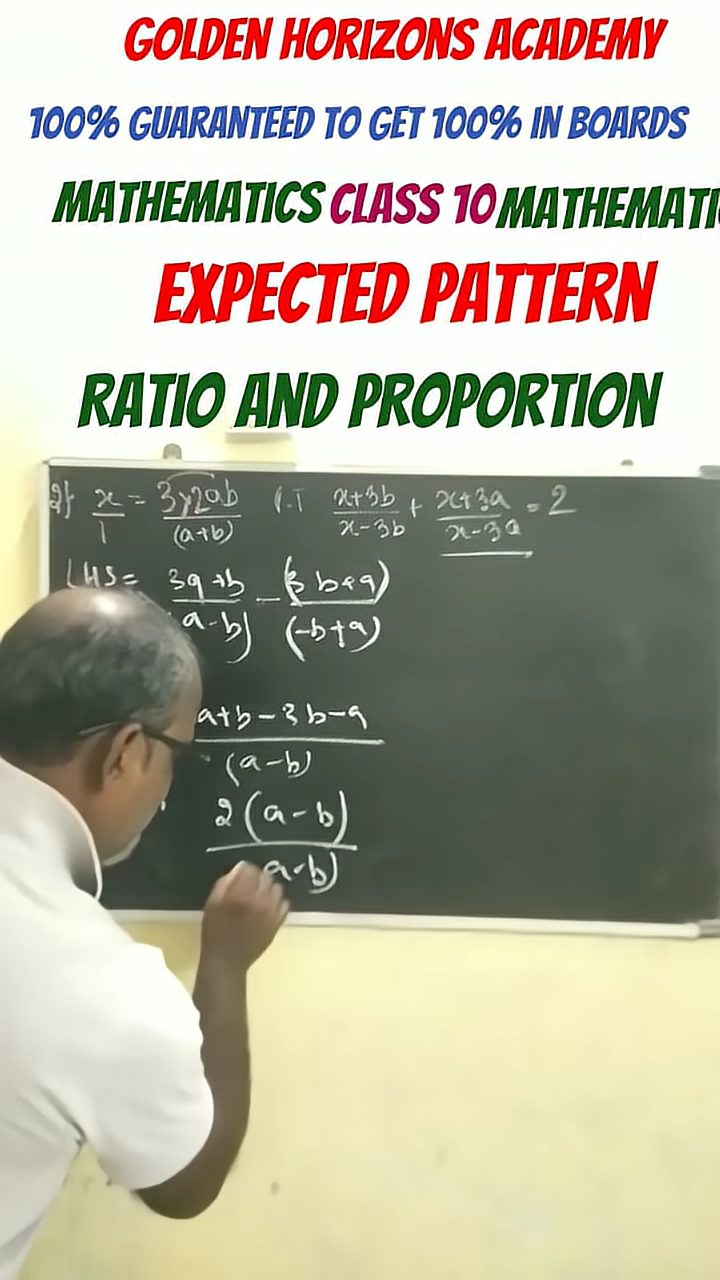 GOLDEN HORIZONS ACADEMY
100% GUARANTEED TO GET 100% IN BOARDS
MATHEMATICS CLASS 10 MATHEMATI
EXPECTED PATTERN
RATIO AND PROPORTION
If x/1 = 3×2ab/(a+b) P.T x+3b/x-3b + x+3a/x-3a = 2
LHS = 3a+b/a-b) - (3b+a)/(-b+a)
a+b-3b-a/(a-b)
2(a-b)/a-b)